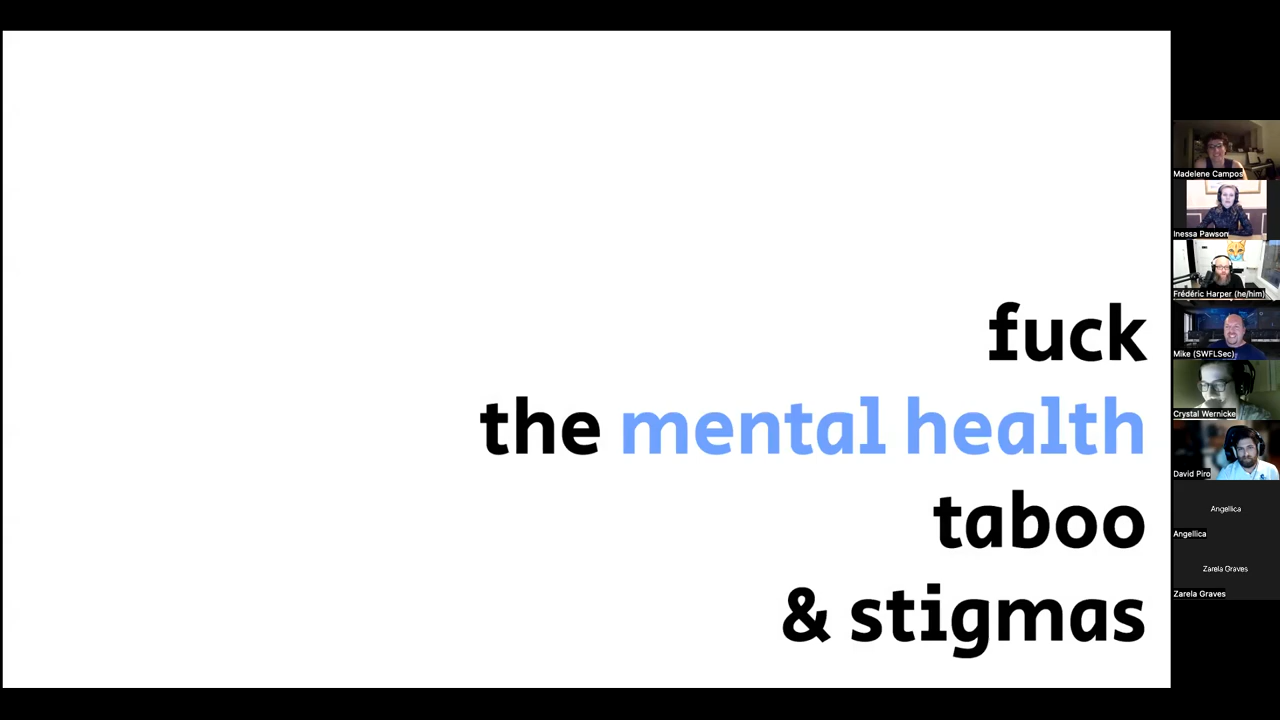 fuck
the mental health
taboo
& stigmas
Madelene Campos
Inessa Pawson
Frédéric Harper (he/him)
Mike (SWFLSec)
Crystal Wernicke
David Piro
Angellica
Angellica
Zarela Graves
Zarela Graves